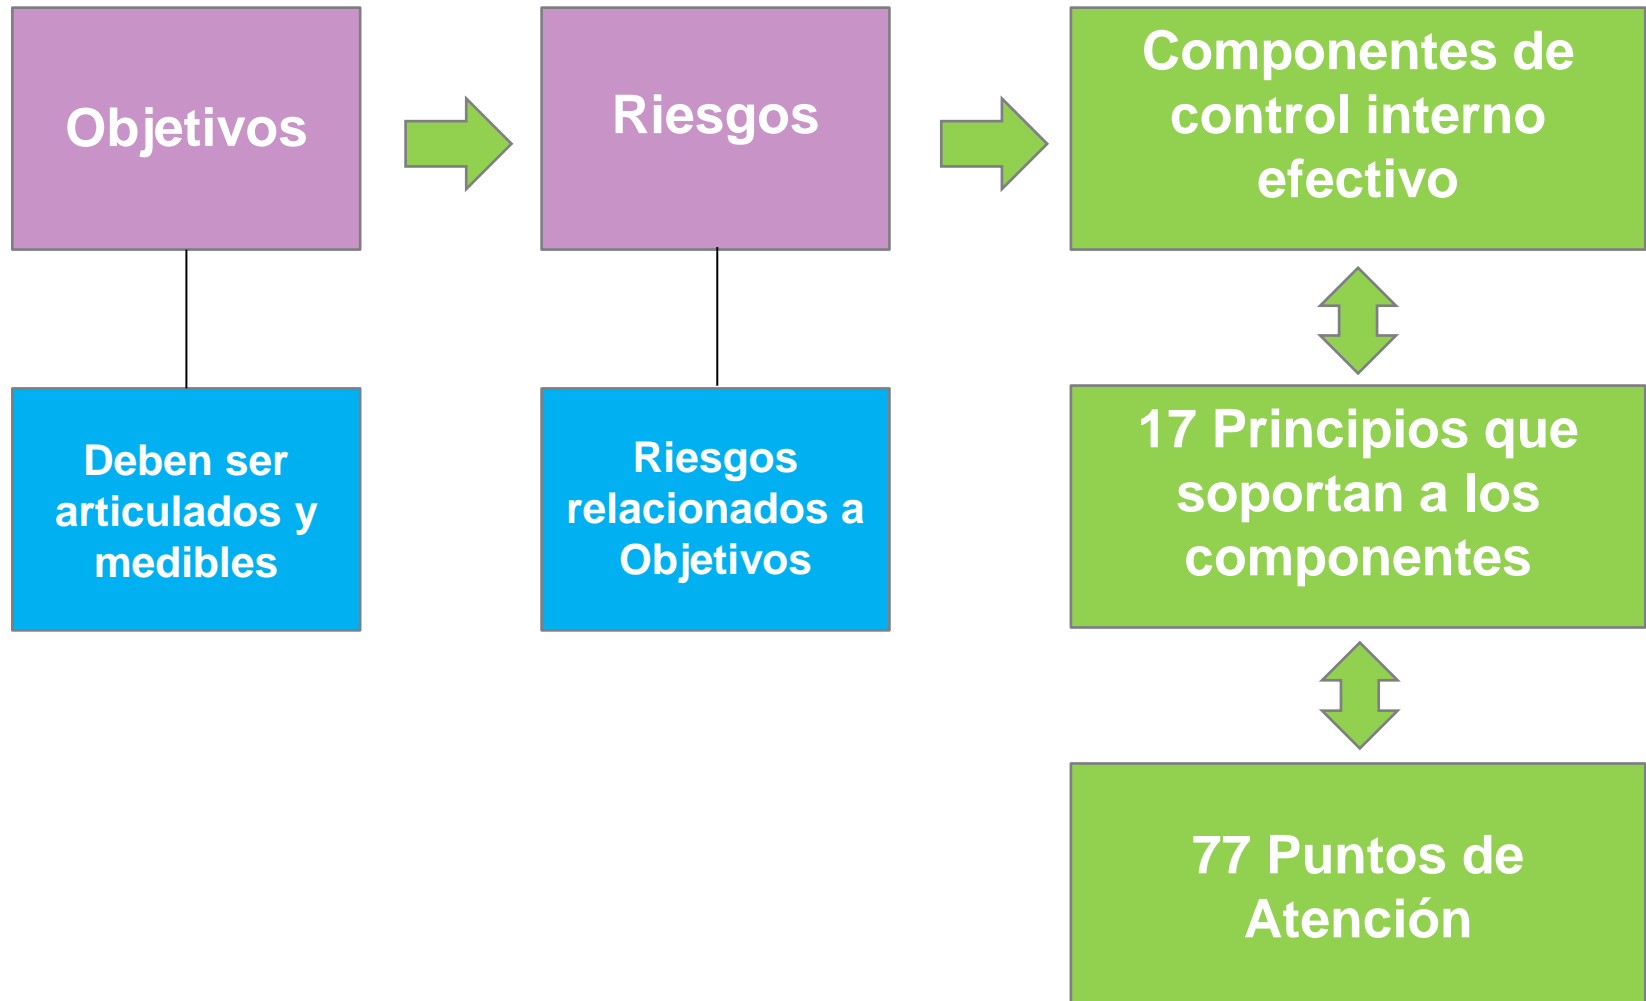 Objetivos
Riesgos
Componentes de
control interno
efectivo
Deben ser
articulados y
medibles
Riesgos
relacionados a
Objetivos
17 Principios que
soportan a los
componentes
77 Puntos de
Atención